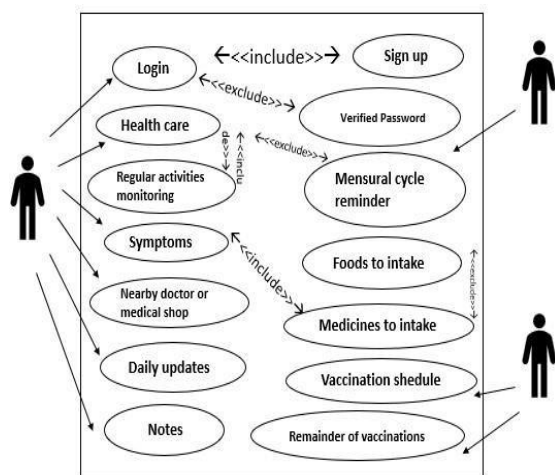 Login
<<include>>
Sign up
<<exclude>>
Verified Password
Health care
<<inclu
de>>
<<exclude>>
Regular activities
monitoring
Mensural cycle
reminder
Symptoms
<<include>>
Foods to intake
<<exclude>>
Nearby doctor or
medical shop
Medicines to intake
Daily updates
Vaccination shedule
Notes
Remainder of vaccinations